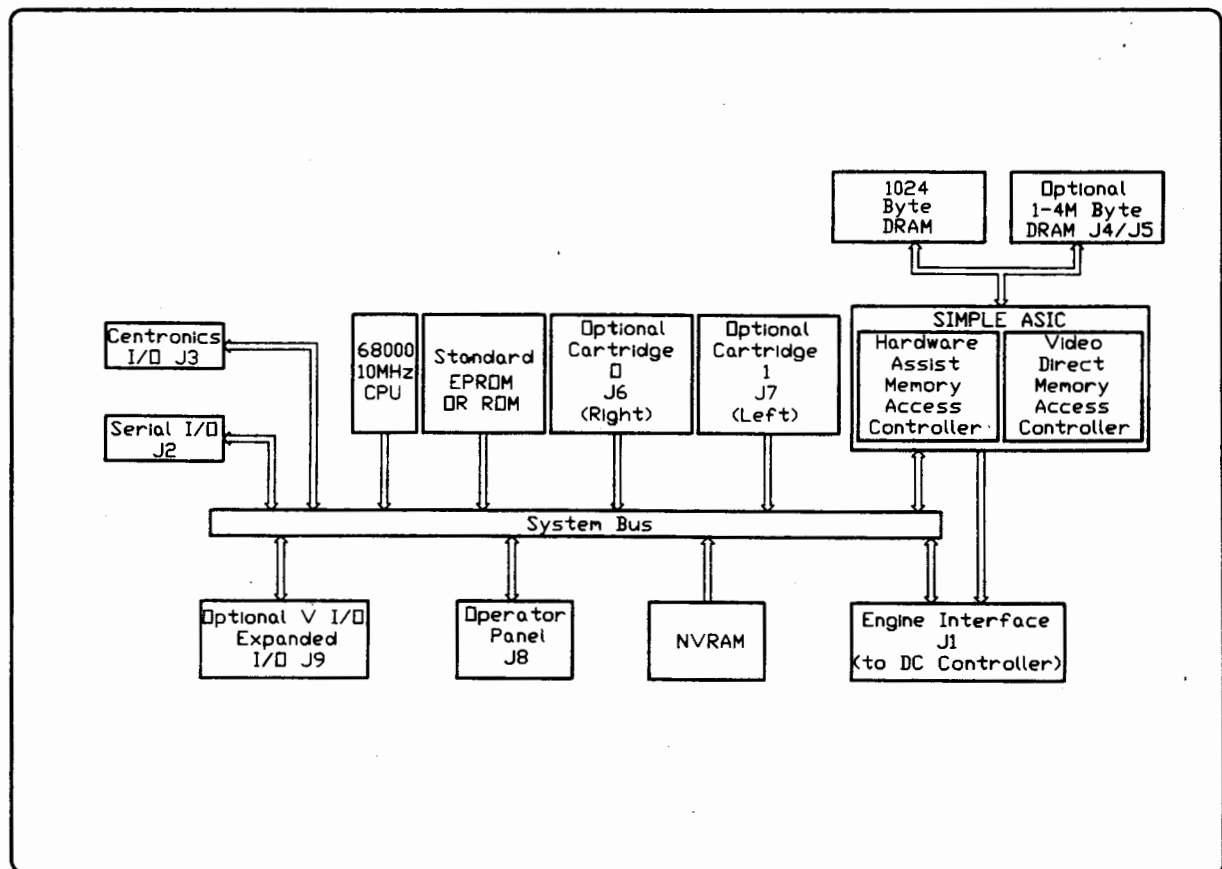 1024
Byte
DRAM
Optional
1-4M Byte
DRAM J4/J5
Centronics
I/O J3
Serial I/O
J2
68000
10MHz
CPU
Standard
EPROM
OR ROM
Optional
Cartridge
0
J6
(Right)
Optional
Cartridge
1
J7
(Left)
SIMPLE ASIC
Hardware
Assist
Memory
Access
Controller
Video
Direct
Memory
Access
Controller
System Bus
Optional V I/O
Expanded
I/O J9
Operator
Panel
J8
NVRAM
Engine Interface
J1
(to DC Controller)